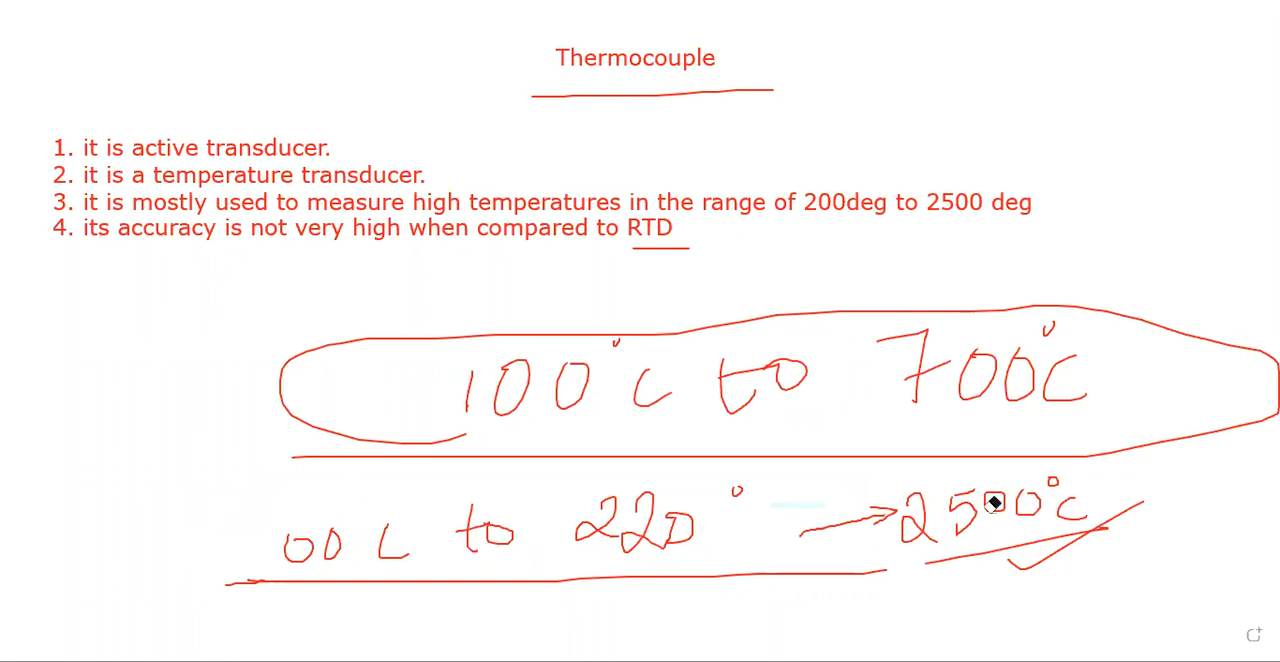 Thermocouple
1. it is active transducer.
2. it is a temperature transducer.
3. it is mostly used to measure high temperatures in the range of 200deg to 2500 deg
4. its accuracy is not very high when compared to RTD
100°C to 700°C
00 C to 220° → 2500°C